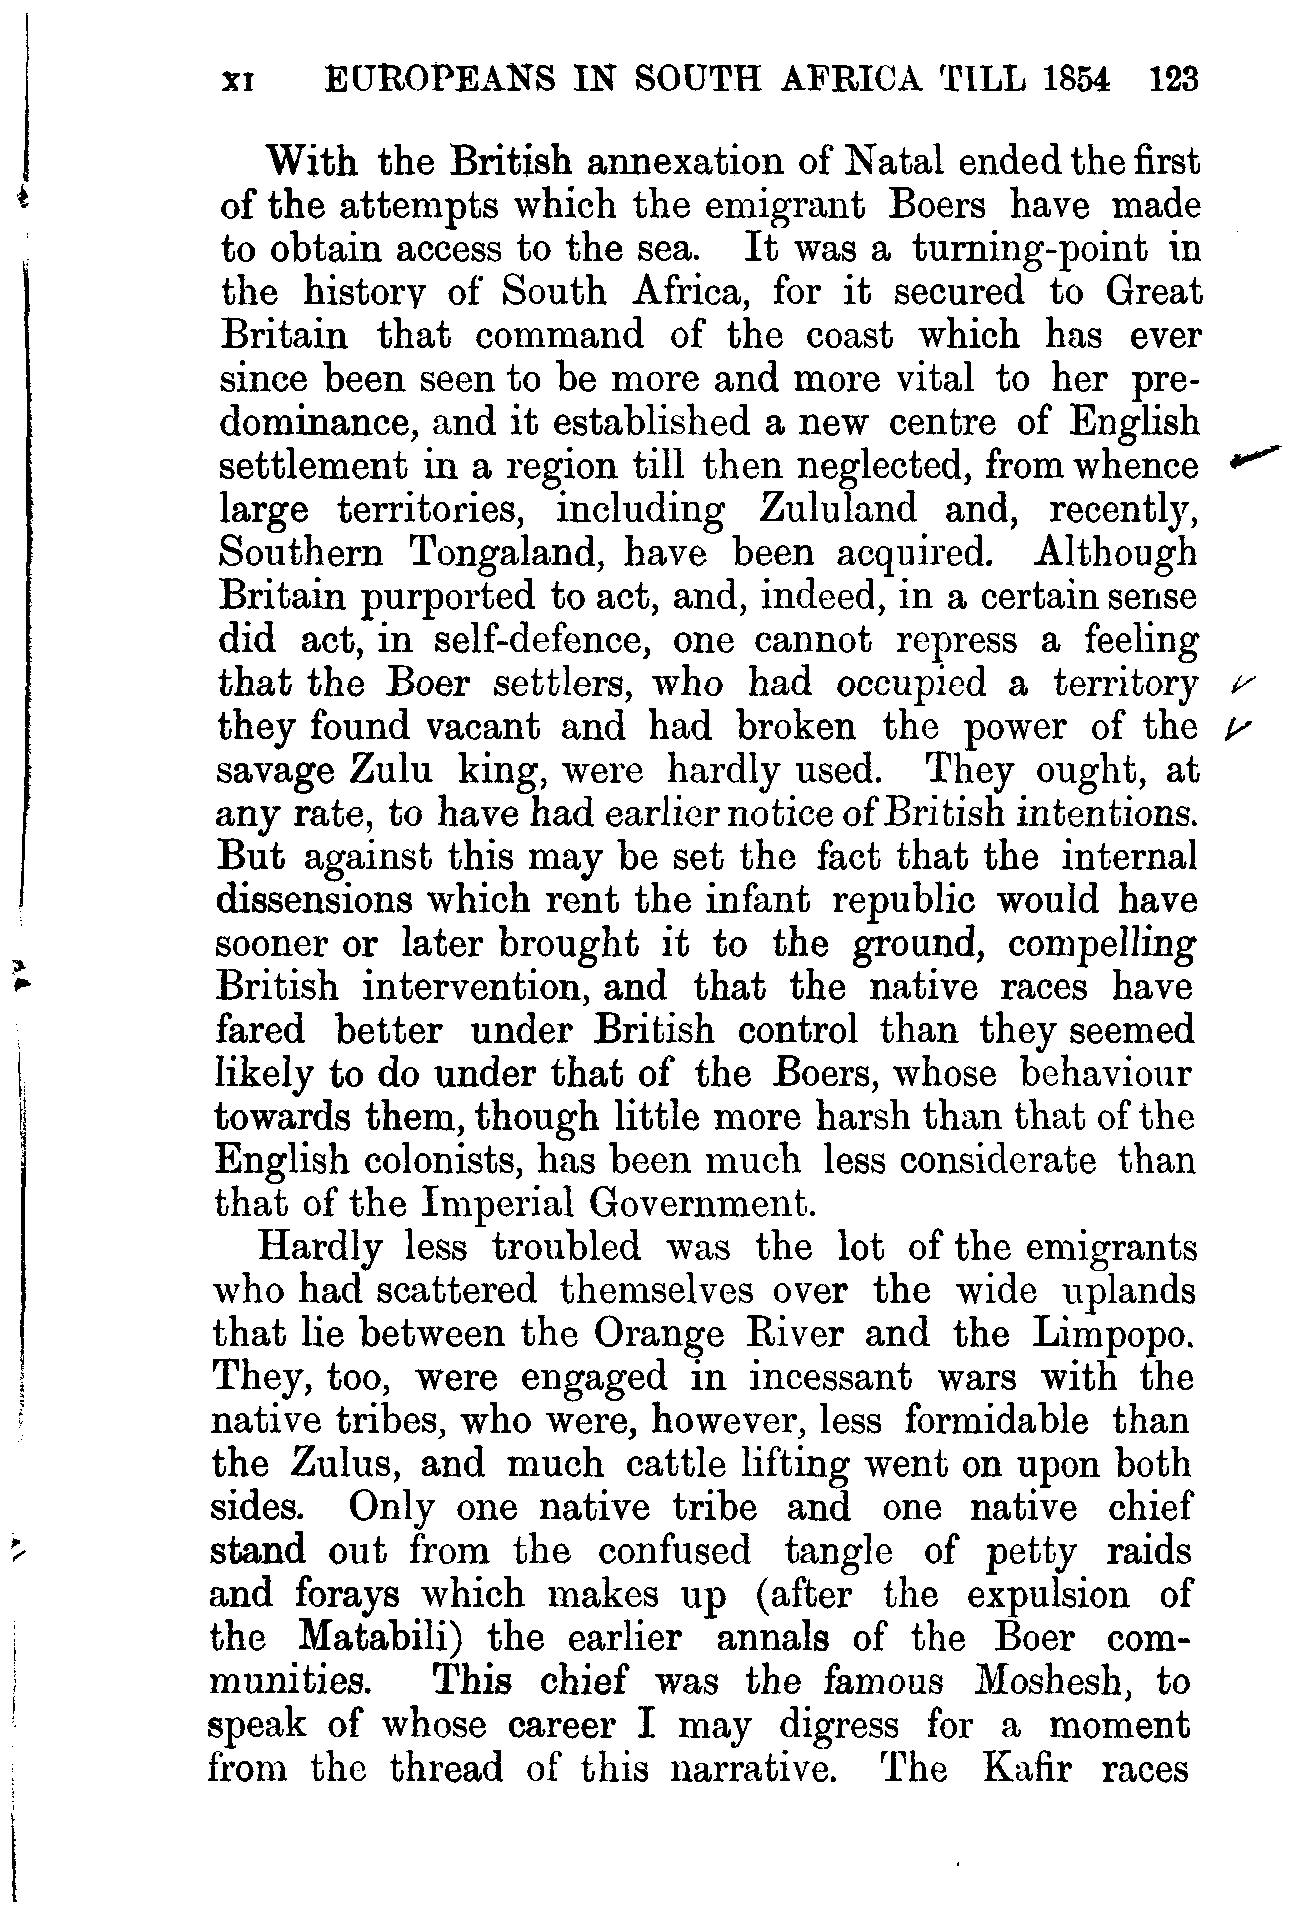 XI EUROPEANS IN SOUTH AFRICA TILL 1854 123
With the British annexation of Natal ended the first
of the attempts which the emigrant Boers have made
to obtain access to the sea. It was a turning-point in
the history of South Africa, for it secured to Great
Britain that command of the coast which has ever
since been seen to be more and more vital to her pre-
dominance, and it established a new centre of English
settlement in a region till then neglected, from whence
large territories, including Zululand and, recently,
Southern Tongaland, have been acquired. Although
Britain purported to act, and, indeed, in a certain sense
did act, in self-defence, one cannot repress a feeling
that the Boer settlers, who had occupied a territory
they found vacant and had broken the power of the
savage Zulu king, were hardly used. They ought, at
any rate, to have had earlier notice of British intentions.
But against this may be set the fact that the internal
dissensions which rent the infant republic would have
sooner or later brought it to the ground, compelling
British intervention, and that the native races have
fared better under British control than they seemed
likely to do under that of the Boers, whose behaviour
towards them, though little more harsh than that of the
English colonists, has been much less considerate than
that of the Imperial Government.
Hardly less troubled was the lot of the emigrants
who had scattered themselves over the wide uplands
that lie between the Orange River and the Limpopo.
They, too, were engaged in incessant wars with the
native tribes, who were, however, less formidable than
the Zulus, and much cattle lifting went on upon both
sides. Only one native tribe and one native chief
stand out from the confused tangle of petty raids
and forays which makes up (after the expulsion of
the Matabili) the earlier annals of the Boer com-
munities. This chief was the famous Moshesh, to
speak of whose career I may digress for a moment
from the thread of this narrative. The Kafir races